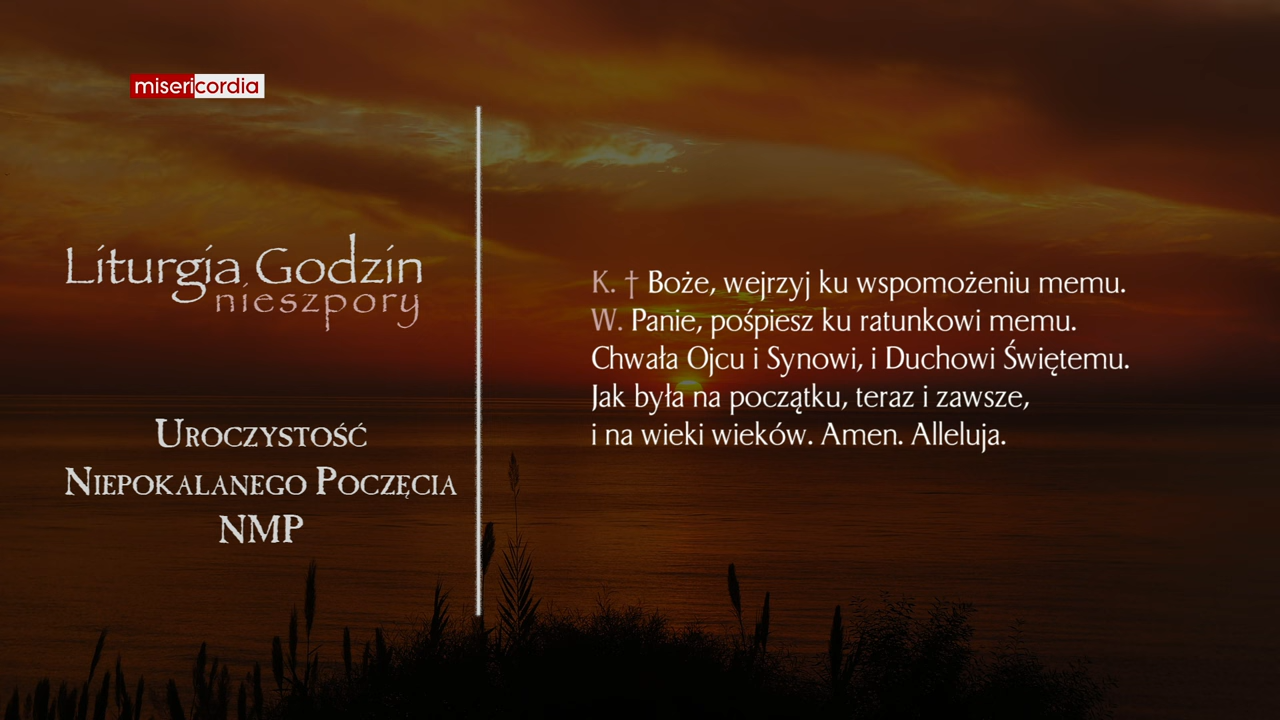 misericordia
Liturgia Godzin
nieszpory
Uroczystość
Niepokalanego Poczęcia
NMP
K. † Boże, wejrzyj ku wspomożeniu memu.
W. Panie, pośpiesz ku ratunkowi memu.
Chwała Ojcu i Synowi, i Duchowi Świętemu.
Jak była na początku, teraz i zawsze,
i na wieki wieków. Amen. Alleluja.